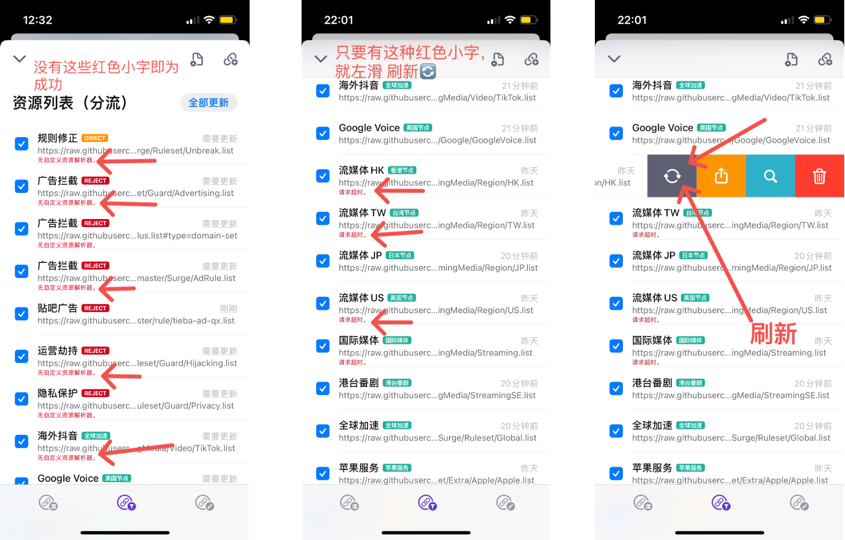 12:32
没有这些红色小字即为
成功
资源列表（分流）
全部更新
规则修正 DIRECT 需要更新
https://raw.githubuserc...rge/Ruleset/Unbreak.list
无自定义资源解析器。
广告拦截 REJECT 需要更新
https://raw.githubuserc...et/Guard/Advertising.list
无自定义资源解析器。
广告拦截 REJECT 需要更新
https://raw.githubuserc...lus.list#type=domain-set
无自定义资源解析器。
广告拦截 REJECT 需要更新
https://raw.githubuserc...master/Surge/AdRule.list
无自定义资源解析器。
贴吧广告 REJECT 刚刚
https://raw.githubuserc...ster/rule/tieba-ad-qx.list
运营劫持 REJECT 需要更新
https://raw.githubuserc...leset/Guard/Hijacking.list
无自定义资源解析器。
隐私保护 REJECT 需要更新
https://raw.githubuserc...uleset/Guard/Privacy.list
无自定义资源解析器。
海外抖音 全球加速 需要更新
https://raw.githubuserc...gMedia/Video/TikTok.list
无自定义资源解析器。
Google Voice 美国节点 需要更新
22:01
只要有这种红色小字，
就左滑 刷新
海外抖音 全球加速 21分钟前
https://raw.githubuserc...gMedia/Video/TikTok.list
Google Voice 美国节点 21分钟前
https://raw.githubuserc.../Google/GoogleVoice.list
流媒体 HK 香港节点 昨天
https://raw.githubuserc...ingMedia/Region/HK.list
请求超时。
流媒体 TW 台湾节点 昨天
https://raw.githubuserc...ingMedia/Region/TW.list
请求超时。
流媒体 JP 日本节点 昨天
https://raw.githubuserc...mingMedia/Region/JP.list
流媒体 US 美国节点 昨天
https://raw.githubuserc...ingMedia/Region/US.list
请求超时。
国际媒体 国际媒体 昨天
https://raw.githubuserc...ingMedia/Streaming.list
请求超时。
港台番剧 港台番剧 20分钟前
https://raw.githubuserc...gMedia/StreamingSE.list
全球加速 全球加速 20分钟前
https://raw.githubuserc...Surge/Ruleset/Global.list
苹果服务 苹果服务 昨天
https://raw.githubuserc...et/Extra/Apple/Apple.list
22:01
海外抖音 全球加速 21分钟前
https://raw.githubuserc...gMedia/Video/TikTok.list
Google Voice 美国节点 21分钟前
https://raw.githubuserc.../Google/GoogleVoice.list
昨天
on/HK.list
流媒体 TW 台湾节点 昨天
https://raw.githubuserc...ingMedia/Region/TW.list
请求超时。
流媒体 JP 日本节点 昨天
https://raw.githubuserc...mingMedia/Region/JP.list
流媒体 US 美国节点 昨天
https://raw.githubuserc...ingMedia/Region/US.list
请求超时。
刷新
国际媒体 国际媒体 昨天
https://raw.githubuserc...ingMedia/Streaming.list
请求超时。
港台番剧 港台番剧 20分钟前
https://raw.githubuserc...gMedia/StreamingSE.list
全球加速 全球加速 20分钟前
https://raw.githubuserc...Surge/Ruleset/Global.list
苹果服务 苹果服务 昨天
https://raw.githubuserc...et/Extra/Apple/Apple.list